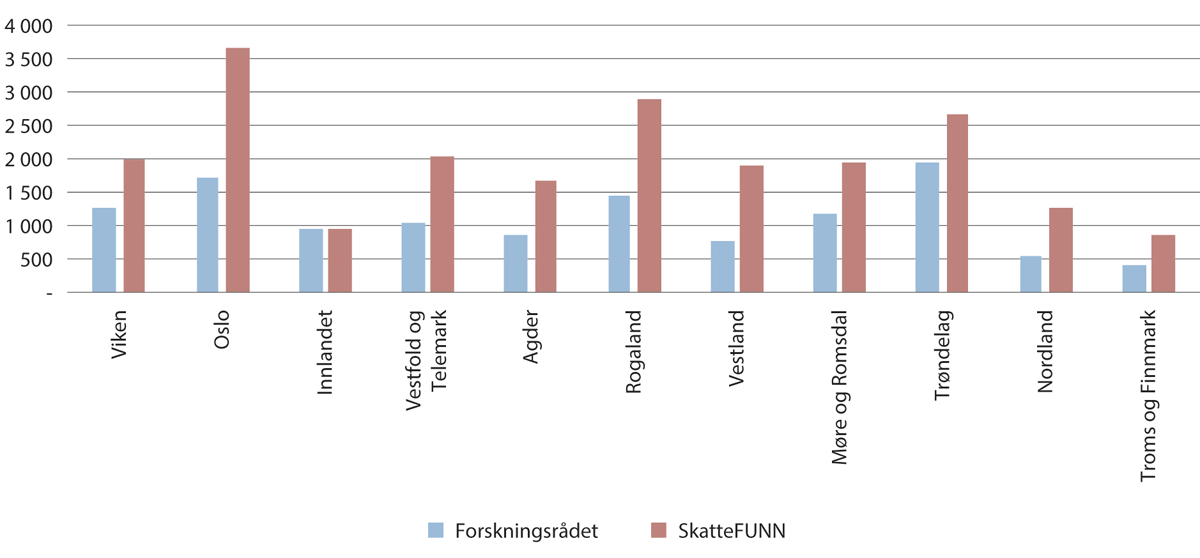 4 000
3 500
3 000
2 500
2 000
1 500
1 000
500
-
Viken
Oslo
Innlandet
Vestfold og
Telemark
Agder
Rogaland
Vestland
Møre og Romsdal
Trøndelag
Nordland
Troms og Finnmark
Forskningsrådet
SkatteFUNN